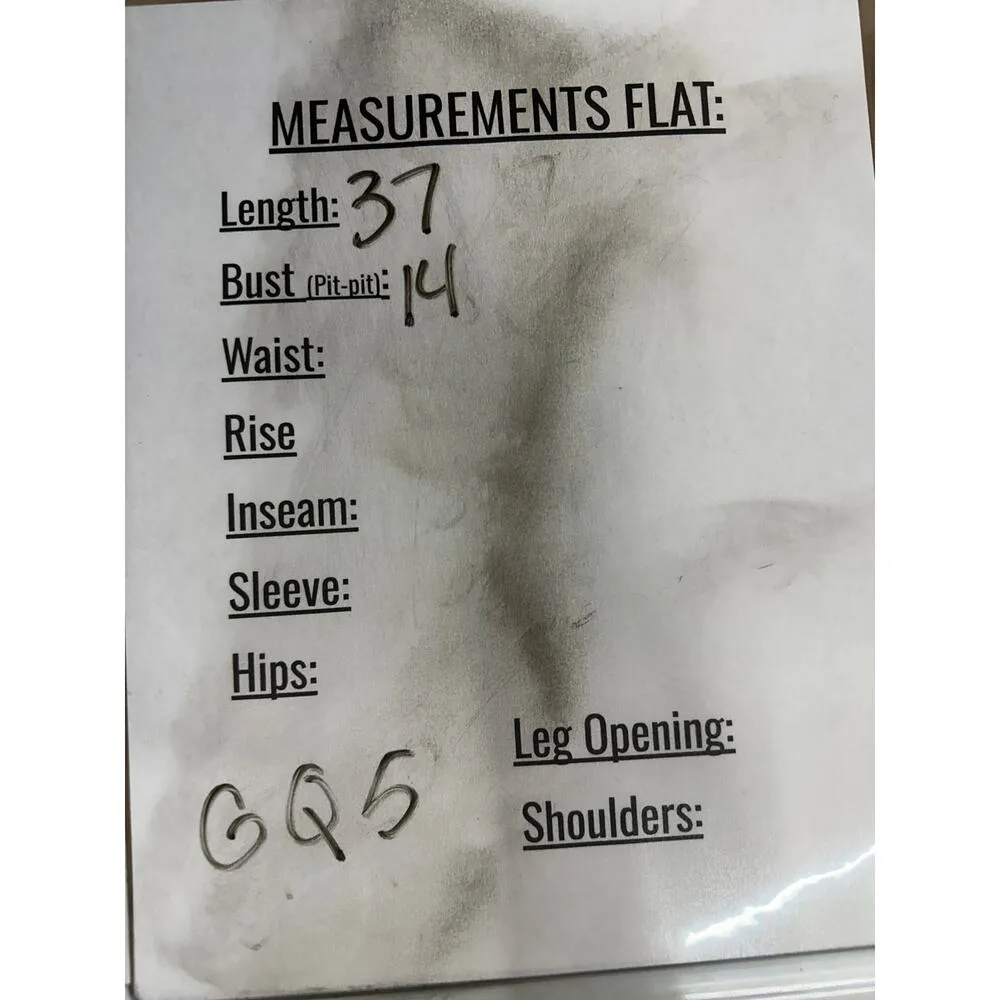 MEASUREMENTS FLAT:
Length: 37
Bust (Pit-pit): 14
Waist:
Rise
Inseam:
Sleeve:
Hips:
Leg Opening:
Shoulders:
GQ5